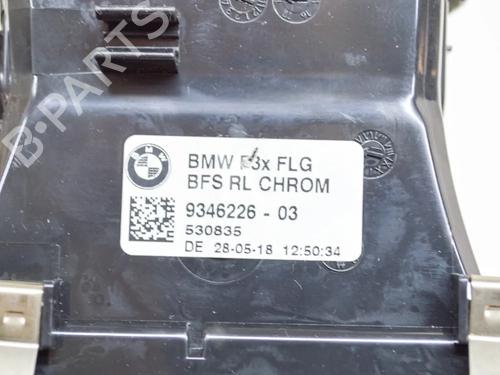 BMW F3x FLG
BFS RL CHROM
9346226 - 03
530835
DE 28-05-18 12:50:34
B-PARTS
BMW